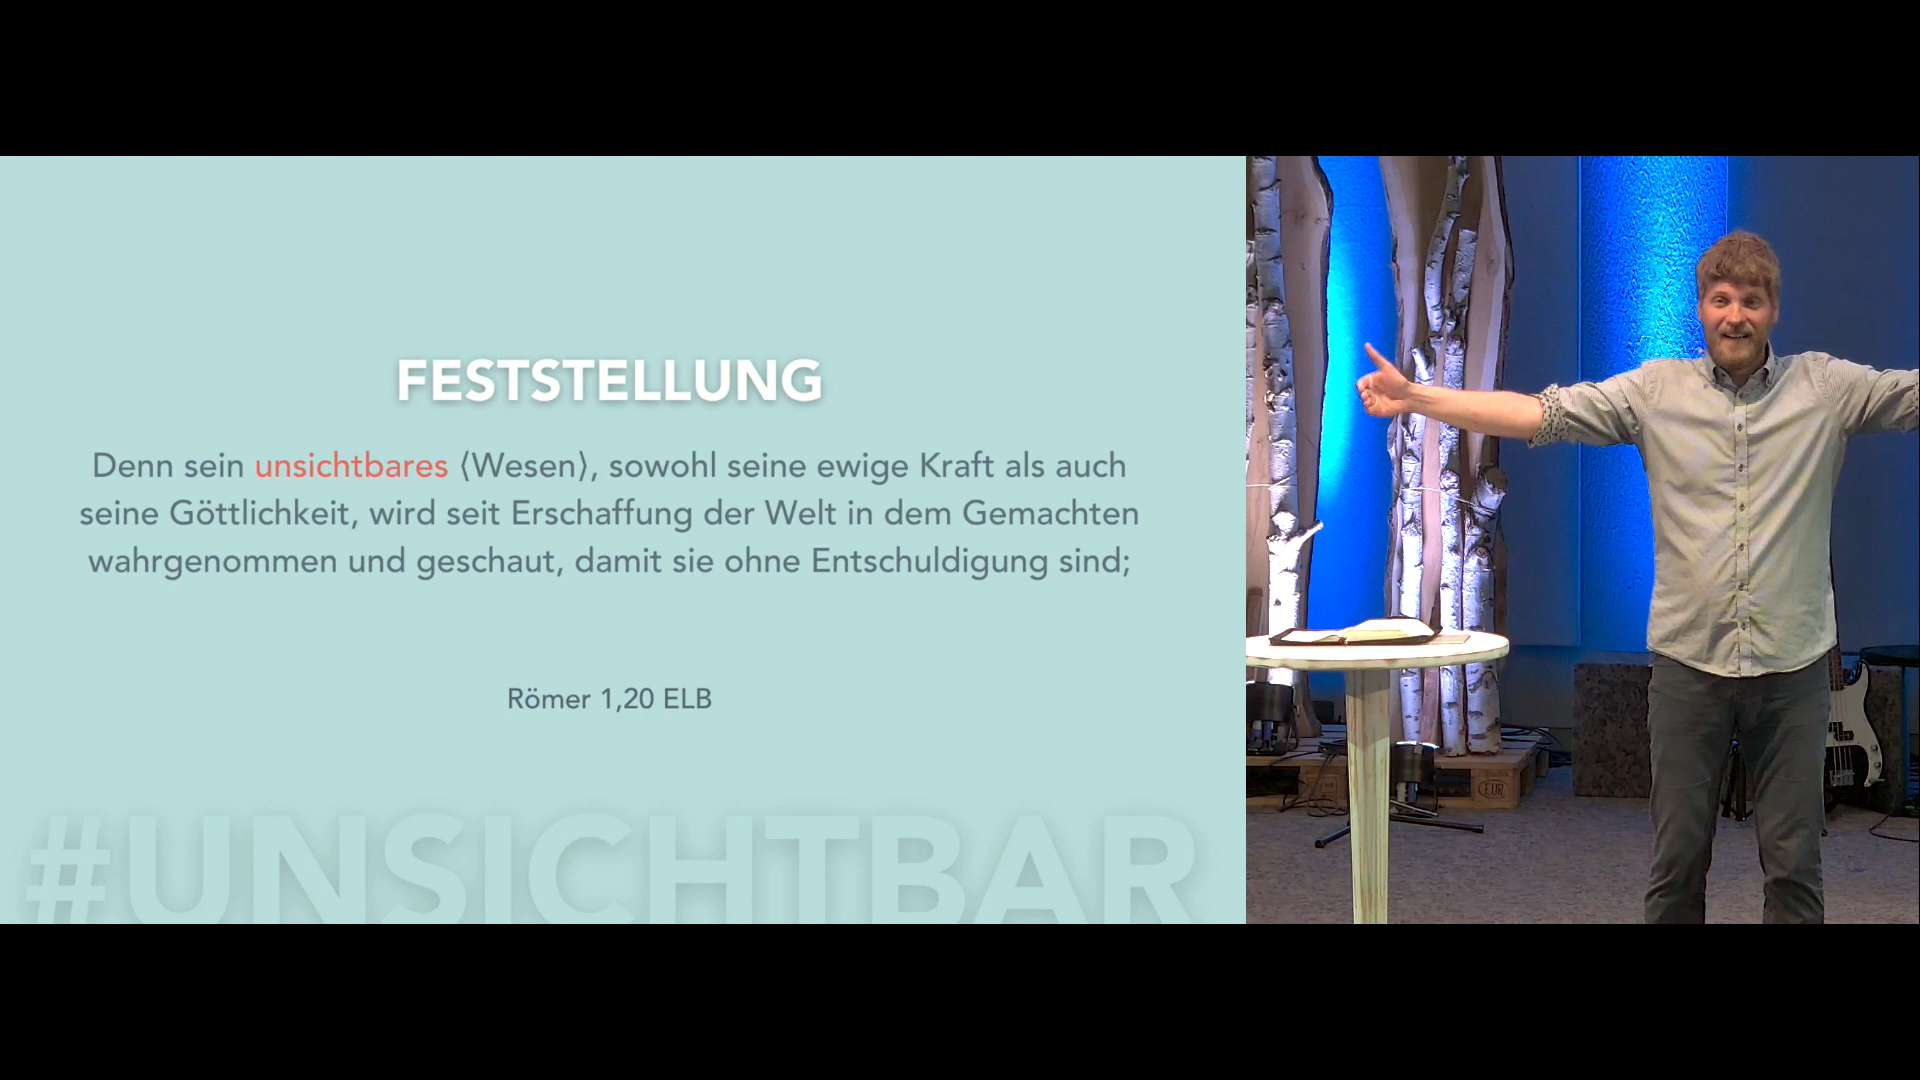 FESTSTELLUNG
Denn sein unsichtbares ⟨Wesen⟩, sowohl seine ewige Kraft als auch
seine Göttlichkeit, wird seit Erschaffung der Welt in dem Gemachten
wahrgenommen und geschaut, damit sie ohne Entschuldigung sind;
Römer 1,20 ELB
#UNSICHTBAR
EUR